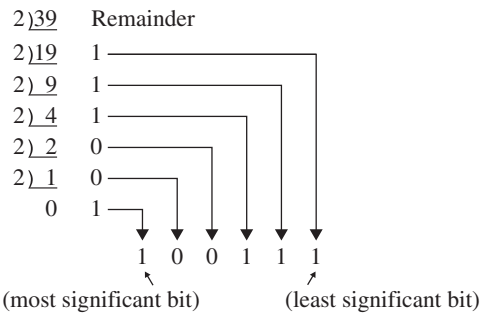 2)39 Remainder
2)19 1
2) 9 1
2) 4 1
2) 2 0
2) 1 0
0 1
1 0 0 1 1 1
(most significant bit) (least significant bit)